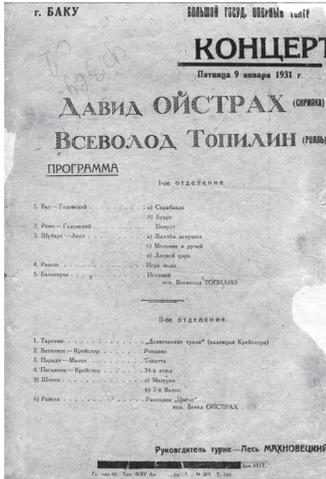 г. БАКУ
БОЛЬШОЙ ГОСУД. ОПЕРНЫЙ ТЕАТР
КОНЦЕРТ
Пятница 9 января 1931 г.
ДАВИД ОЙСТРАХ (СКРИПКА)
ВСЕВОЛОД ТОПИЛИН (РОЯЛЬ)
ПРОГРАММА
I-ое отделение.
1. Бах—Годовский . . . . а) Сарабанда
б) Бурре
2. Рамо—Годовский . . . . Менует
3. Шуберт—Лист . . . . а) Жалоба девушки
б) Мельник и ручей
в) Лесной царь
4. Равель . . . . Игра воды
5. Балакирев . . . . Исламей
исп. Всеволод ТОПИЛИН
II-ое отделение.
1. Тартини . . . . „Дьявольские трели" (каденция Крейслера)
2. Бетховен—Крейслер . . . . Рондино
3. Паради— . . . . Токатта
4. Паганини—Крейслер . . . . 24-й этюд
5) Шопен . . . . а) Мазурка
б) 7-й Вальс
6) Равель . . . . Рапсодия „Цыган"
исп. Давид ОЙСТРАХ
Руководитель турне—Лесь МАХНОВЕЦКИЙ